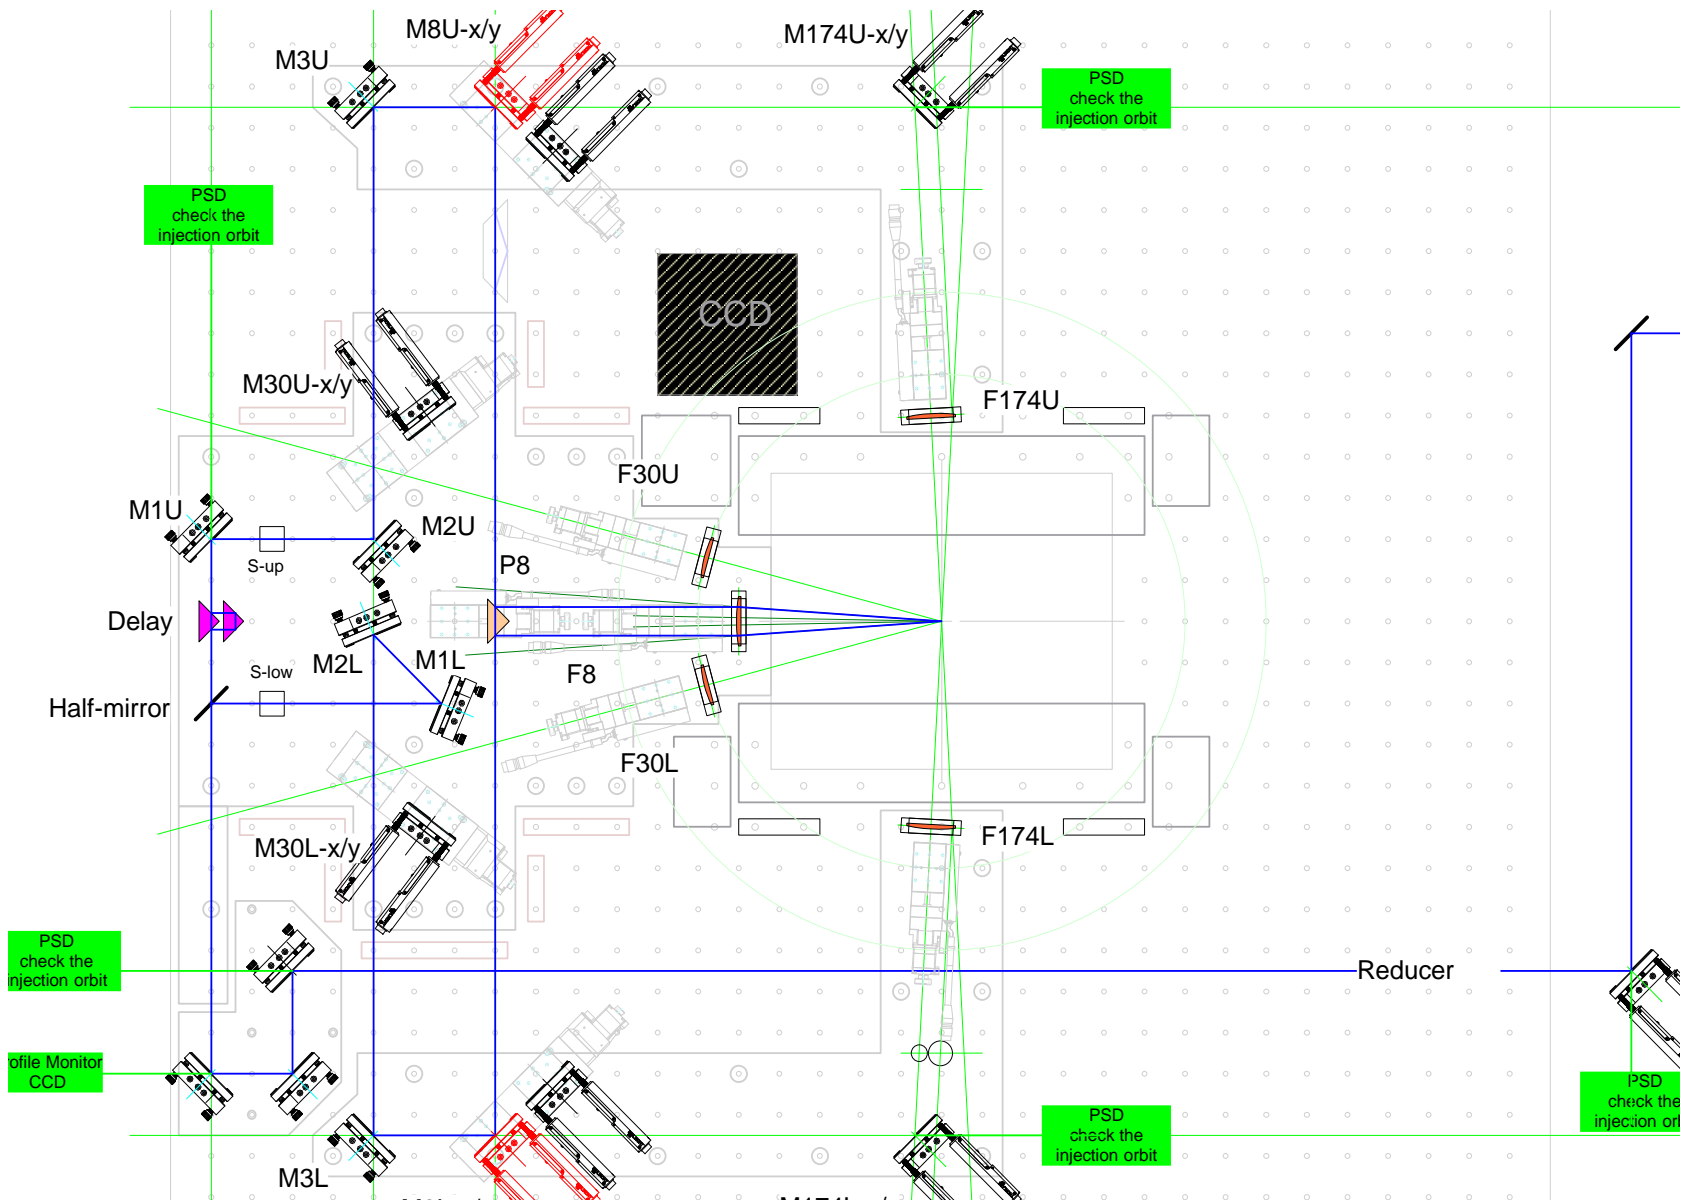 M8U-x/y
M174U-x/y
M3U
PSD
check the
injection orbit
PSD
check the
injection orbit
CCD
M30U-x/y
F174U
F30U
M1U
M2U
S-up
P8
Delay
M2L
M1L
S-low
F8
Half-mirror
F30L
M30L-x/y
F174L
PSD
check the
injection orbit
Reducer
ofile Monitor
CCD
PSD
check the
injection or
PSD
check the
injection orbit
M3L